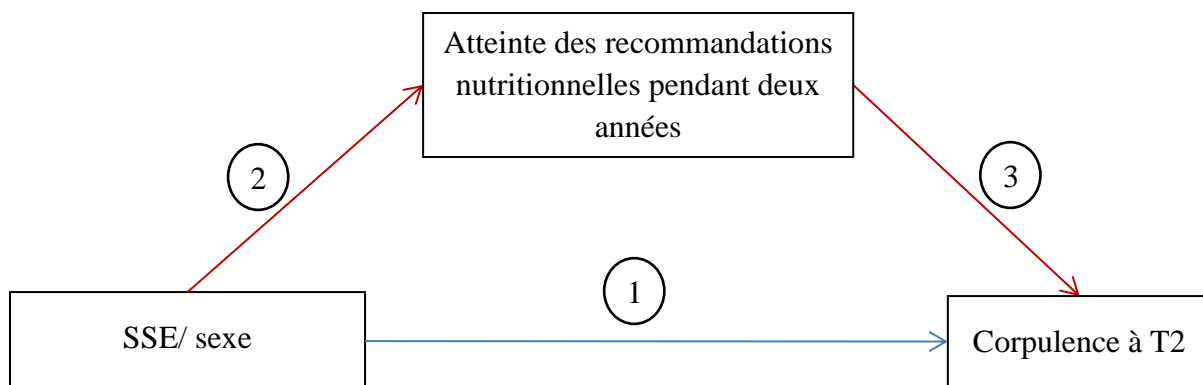 Atteinte des recommandations
nutritionnelles pendant deux
années
2
3
1
SSE/ sexe
Corpulence à T2